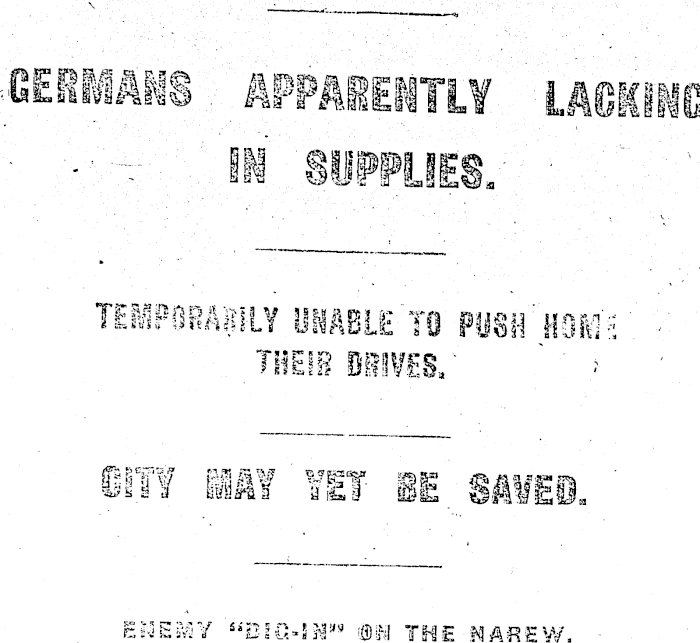 GERMANS APPARENTLY LACKING
IN SUPPLIES.
TEMPORARILY UNABLE TO PUSH HOME
THEIR DRIVES.
CITY MAY YET BE SAVED.
ENEMY "DIG-IN" ON THE NAREW.